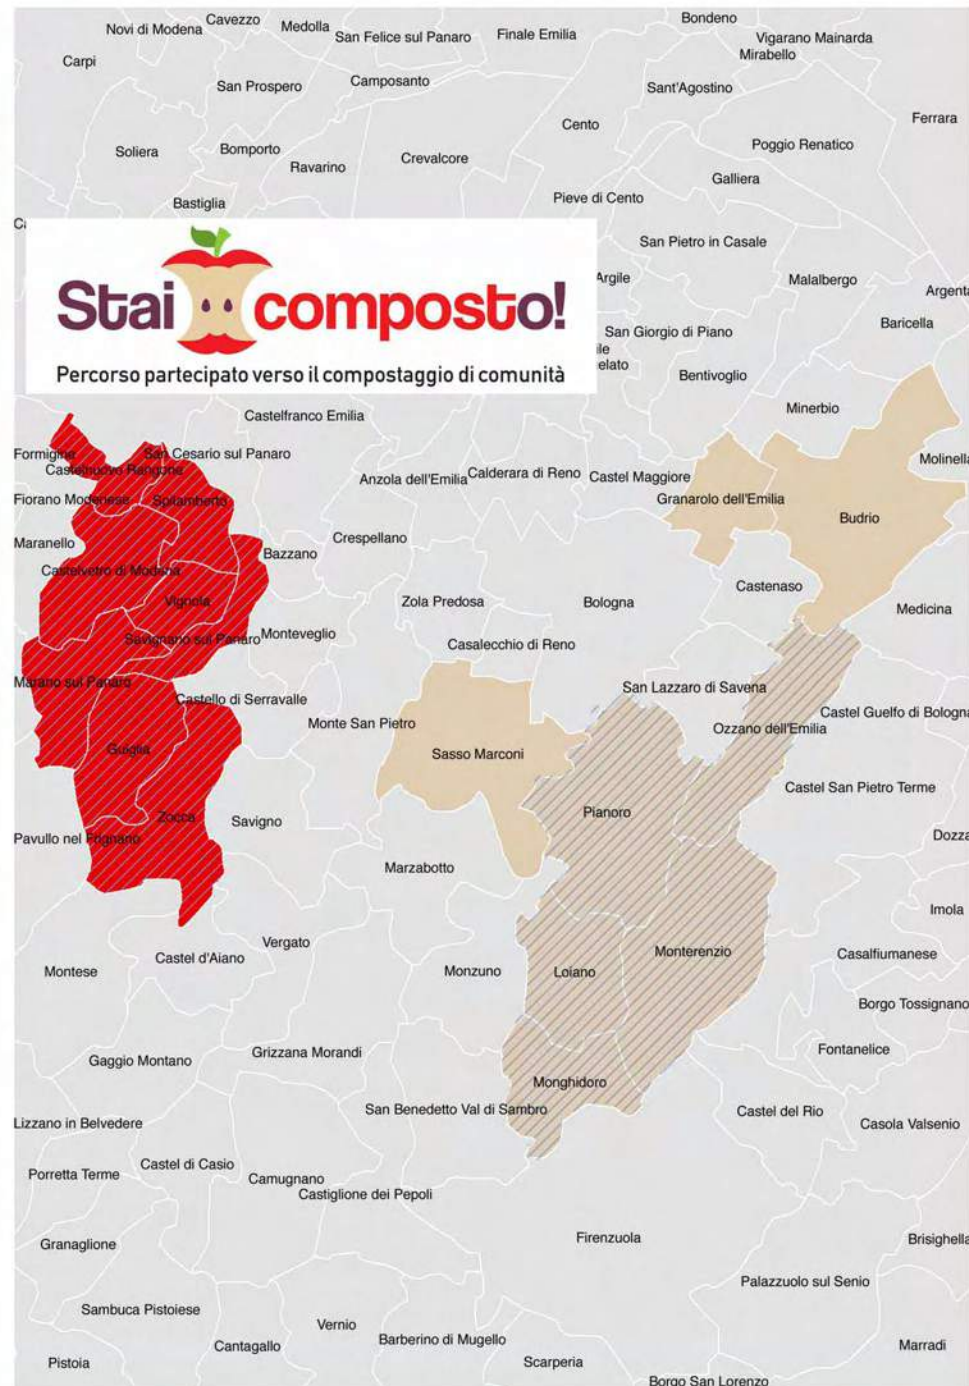 Bondeno
Cavezzo
Novi di Modena
Medolla
San Felice sul Panaro
Finale Emilia
Vigarano Mainarda
Mirabello
Carpi
San Prospero
Camposanto
Sant'Agostino
Ferrara
Cento
Soliera
Bomporto
Ravarino
Crevalcore
Poggio Renatico
Galliera
Bastiglia
Pieve di Cento
Stai composto!
Percorso partecipato verso il compostaggio di comunità
San Pietro in Casale
Argile
Malalbergo
Argenta
San Giorgio di Piano
Baricella
ile
elato
Bentivoglio
Minerbio
Castelfranco Emilia
Formigine
San Cesario sul Panaro
Castelnuovo Rangone
Anzola dell'Emilia
Calderara di Reno
Castel Maggiore
Molinella
Fiorano Modenese
Spilamberto
Granarolo dell'Emilia
Budrio
Maranello
Bazzano
Crespellano
Castelvetro di Modena
Castenaso
Vignola
Zola Predosa
Bologna
Medicina
Savignano sul Panaro
Monteveglio
Casalecchio di Reno
Marano sul Panaro
Castello di Serravalle
San Lazzaro di Savena
Castel Guelfo di Bologna
Monte San Pietro
Ozzano dell'Emilia
Guiglia
Sasso Marconi
Castel San Pietro Terme
Zocca
Savigno
Pianoro
Pavullo nel Frignano
Dozza
Marzabotto
Imola
Vergato
Castel d'Aiano
Montese
Monzuno
Loiano
Monterenzio
Casalfiumanese
Borgo Tossignano
Gaggio Montano
Grizzana Morandi
Fontanelice
Monghidoro
San Benedetto Val di Sambro
Castel del Rio
Lizzano in Belvedere
Casola Valsenio
Porretta Terme
Castel di Casio
Camugnano
Castiglione dei Pepoli
Granaglione
Firenzuola
Brisighella
Palazzuolo sul Senio
Sambuca Pistoiese
Vernio
Cantagallo
Barberino di Mugello
Marradi
Pistoia
Scarperia
Borgo San Lorenzo